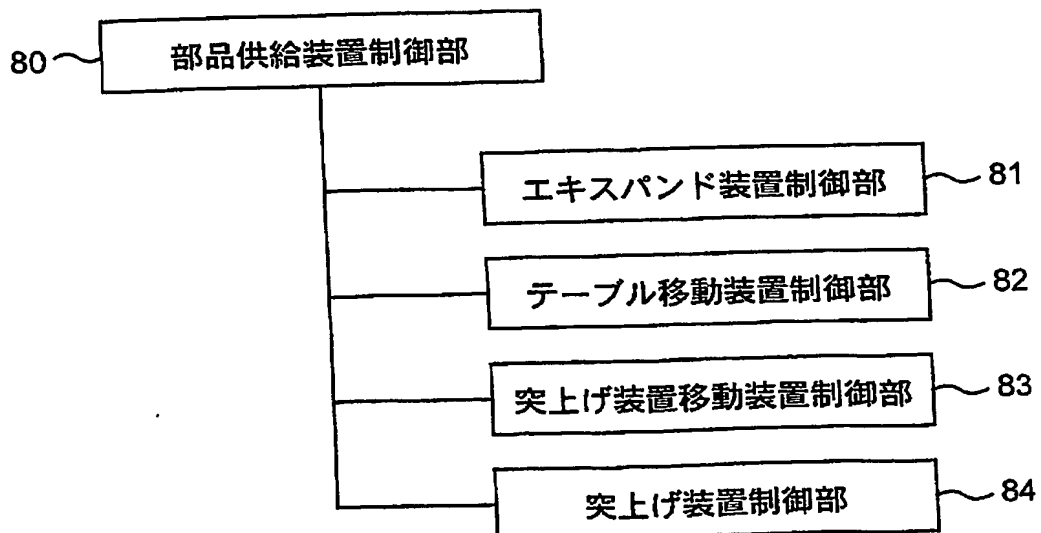 80 部品供給装置制御部
エキスパンド装置制御部 81
テーブル移動装置制御部 82
突上げ装置移動装置制御部 83
突上げ装置制御部 84